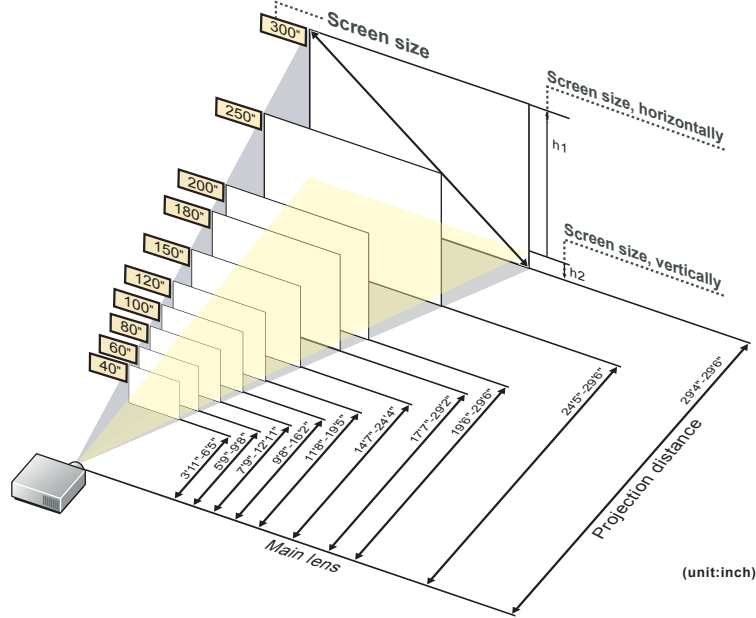 300"
Screen size
250"
Screen size, horizontally
h1
200"
180"
Screen size, vertically
h2
150"
120"
100"
80"
60"
40"
3'11"-6'5"
5'9"-9'8"
7'9"-12'11"
9'8"-16'2"
11'8"-19'5"
14'7"-24'4"
17'7"-29'2"
19'6"-29'6"
24'5"-29'6"
29'4"-29'6"
Projection distance
Main lens
(unit:inch)